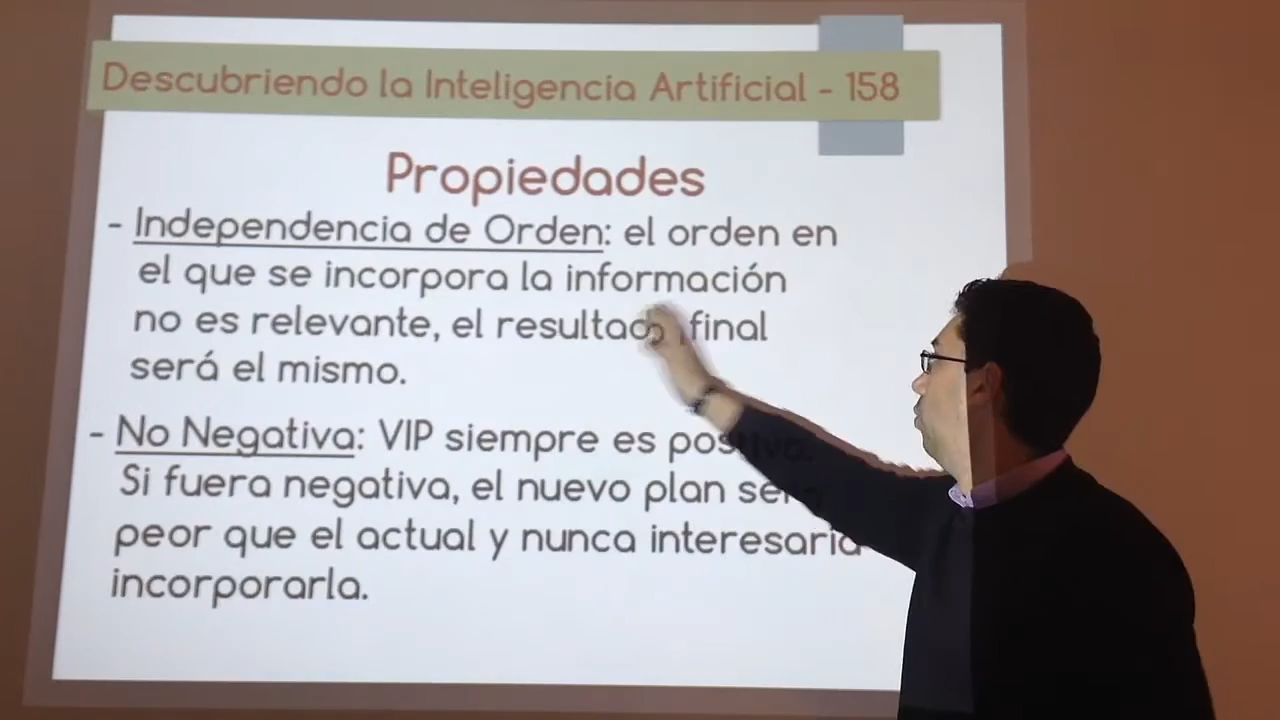 Descubriendo la Inteligencia Artificial - 158
Propiedades
- Independencia de Orden: el orden en
el que se incorpora la información
no es relevante, el resultado final
será el mismo.
- No Negativa: VIP siempre es positiva.
Si fuera negativa, el nuevo plan sería
peor que el actual y nunca interesaría
incorporarla.